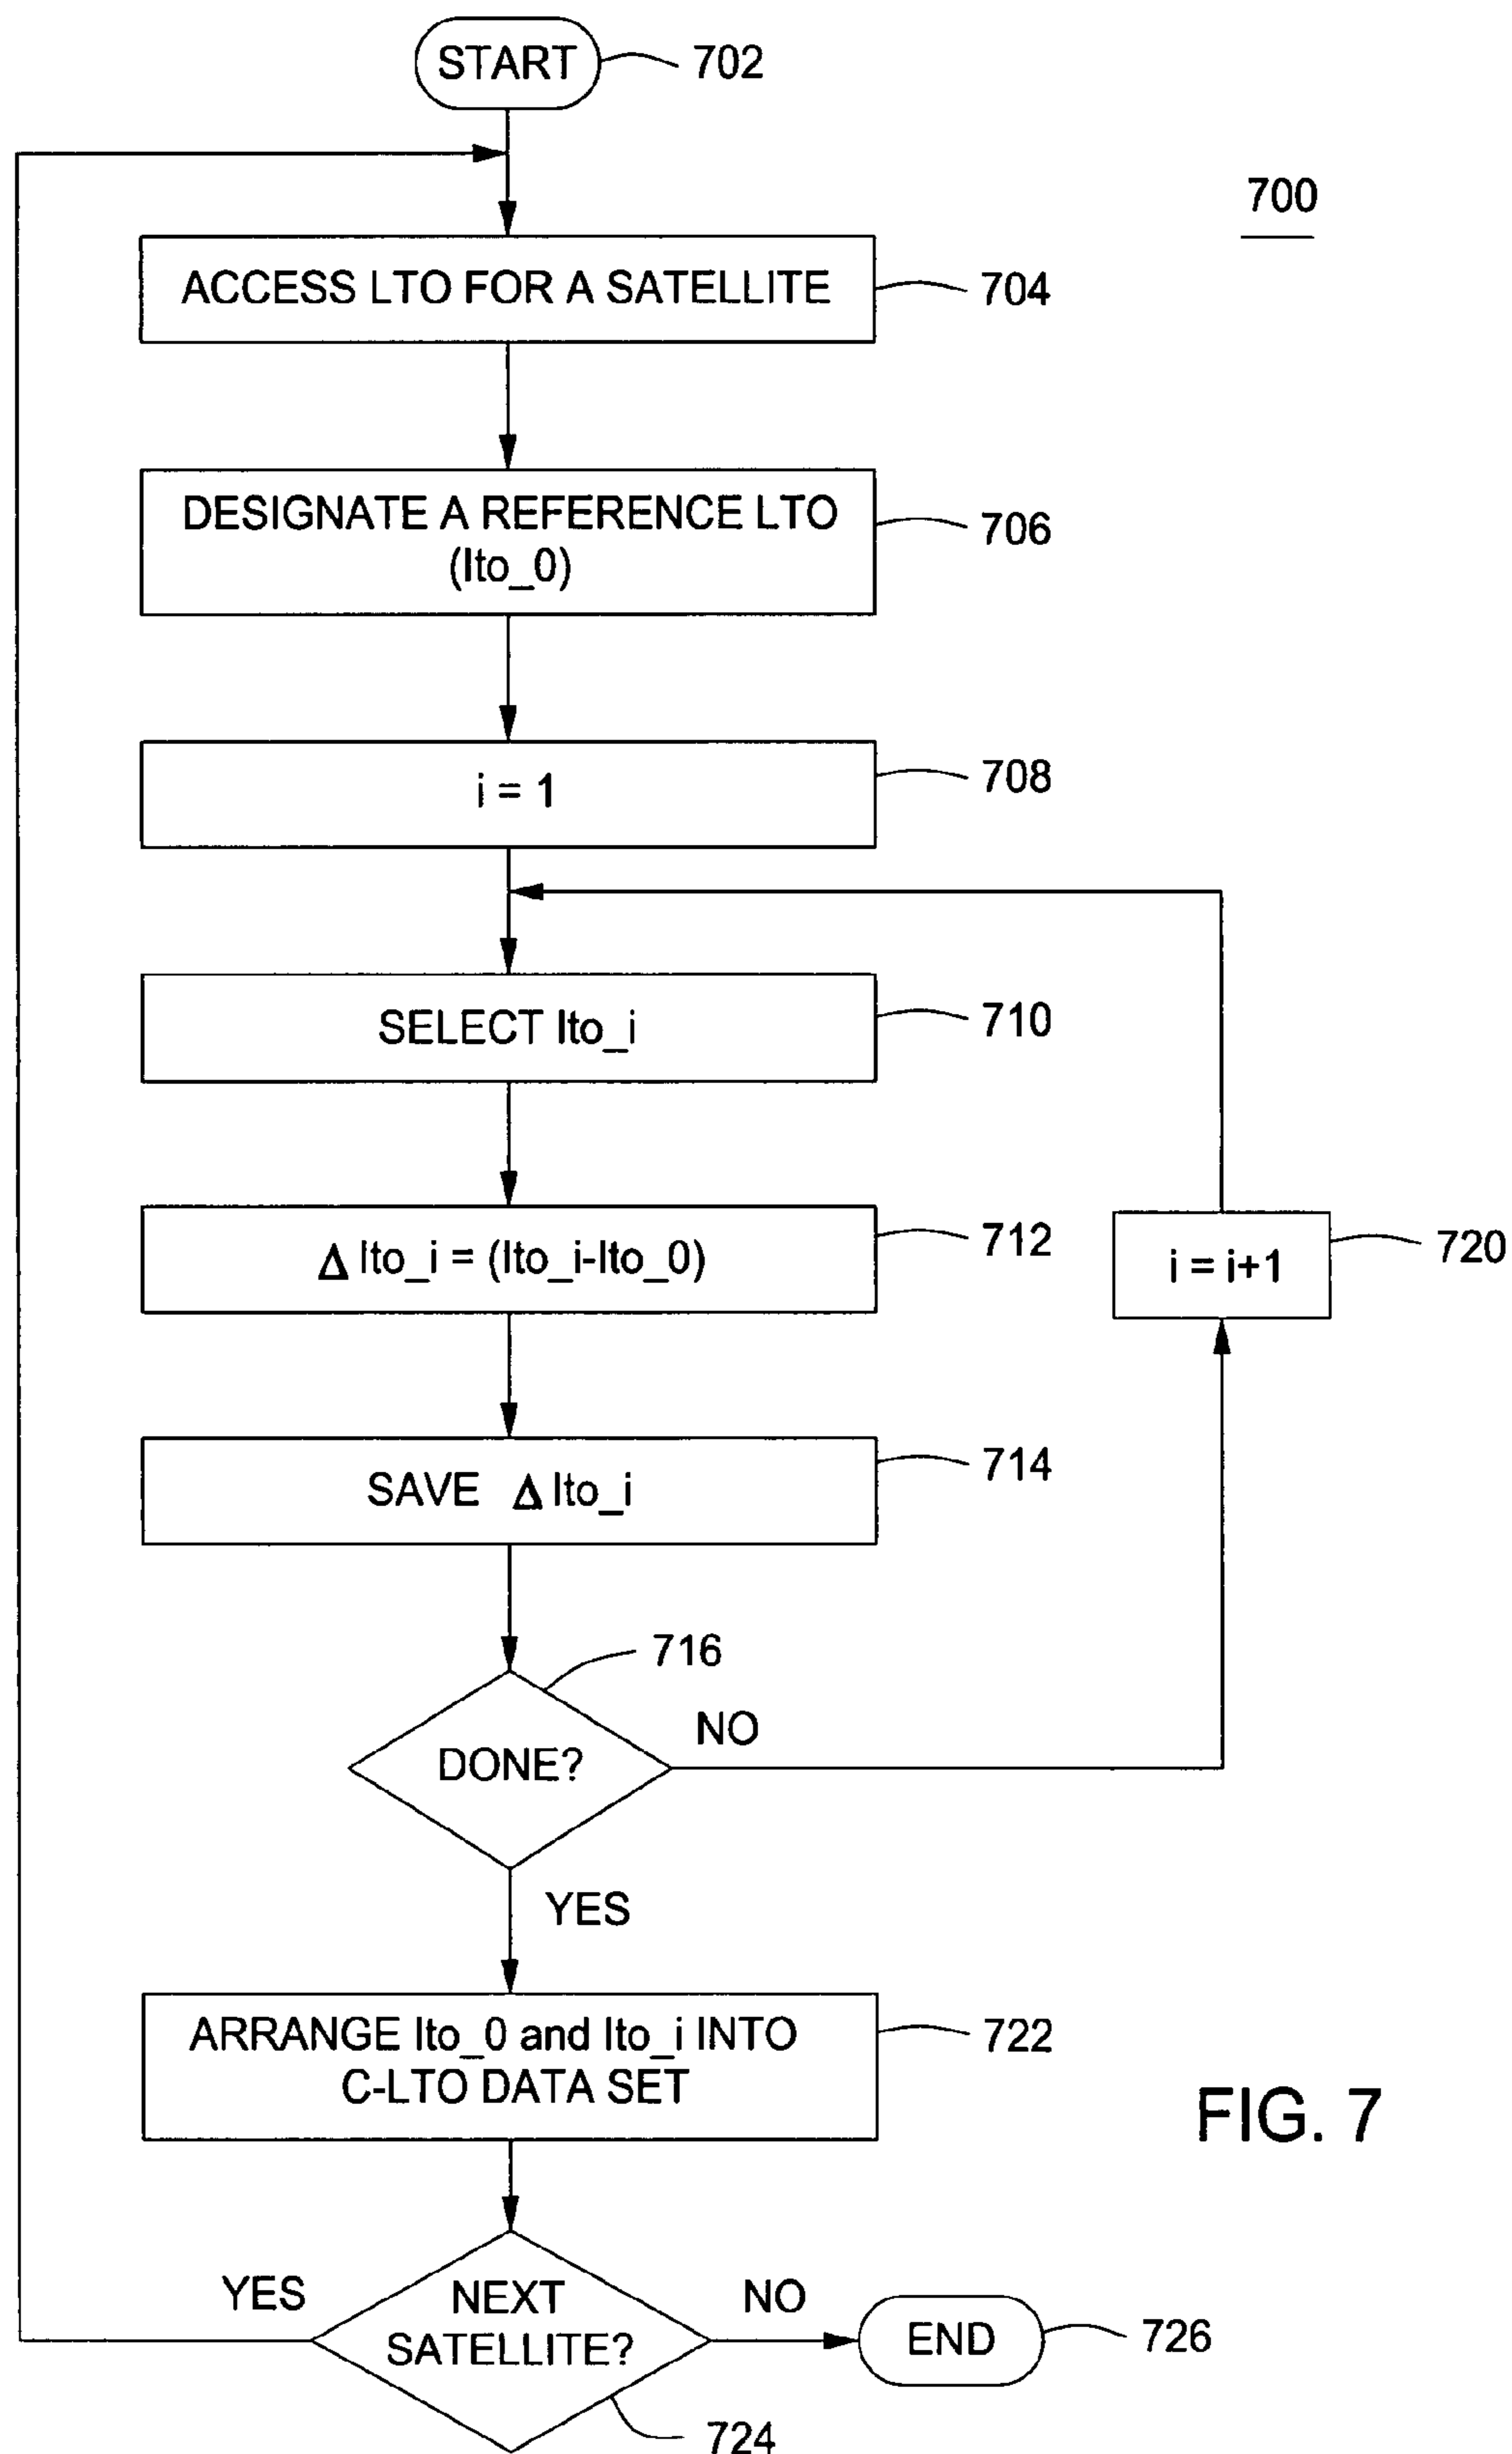 START
702
700
ACCESS LTO FOR A SATELLITE
704
DESIGNATE A REFERENCE LTO
(lto_0)
706
i = 1
708
SELECT lto_i
710
Δ lto_i = (lto_i-lto_0)
712
i = i+1
720
SAVE Δ lto_i
714
716
DONE?
NO
YES
ARRANGE lto_0 and lto_i INTO
C-LTO DATA SET
722
FIG. 7
YES
NEXT
SATELLITE?
NO
END
726
724